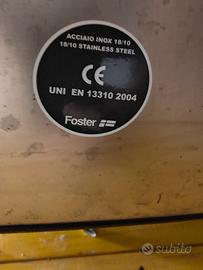 ACCIAIO INOX 18/10
18/10 STAINLESS STEEL
CE
UNI EN 13310 2004
Foster
subito